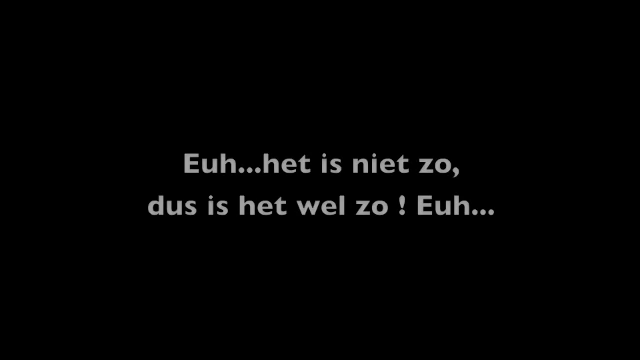 Euh...het is niet zo,
dus is het wel zo ! Euh...